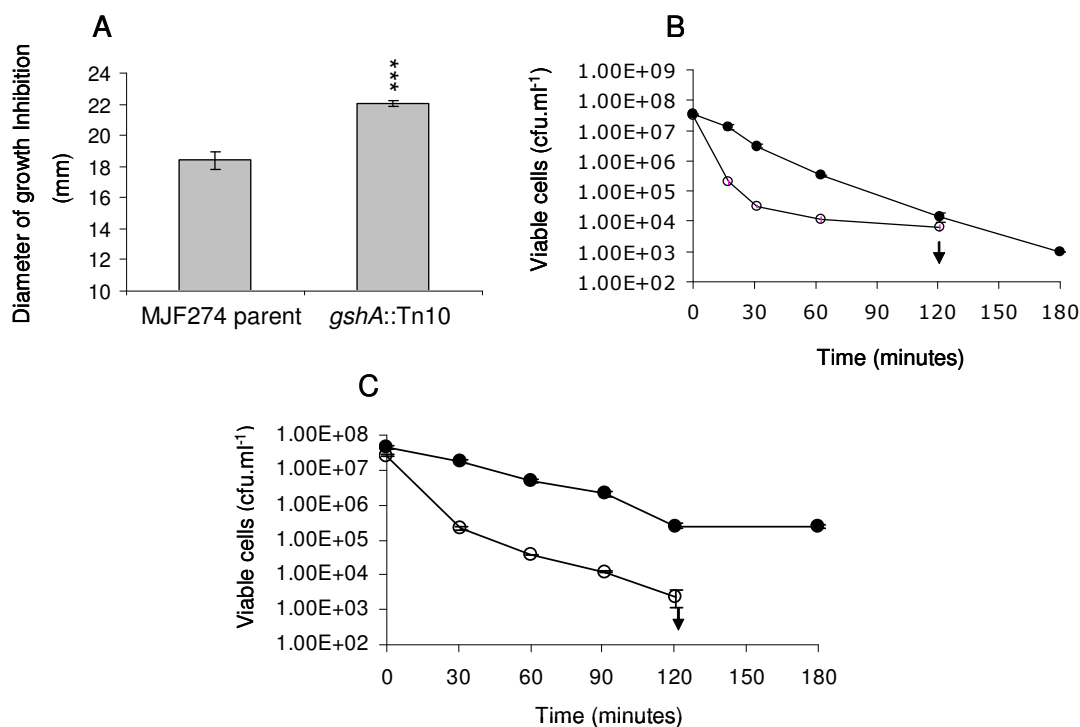 A
Diameter of growth Inhibition
(mm)
24
22
20
18
16
14
12
10
***
MJF274 parent
gshA::Tn10
B
Viable cells (cfu.ml-1)
1.00E+09
1.00E+08
1.00E+07
1.00E+06
1.00E+05
1.00E+04
1.00E+03
1.00E+02
0 30 60 90 120 150 180
Time (minutes)
C
Viable cells (cfu.ml-1)
1.00E+08
1.00E+07
1.00E+06
1.00E+05
1.00E+04
1.00E+03
1.00E+02
0 30 60 90 120 150 180
Time (minutes)